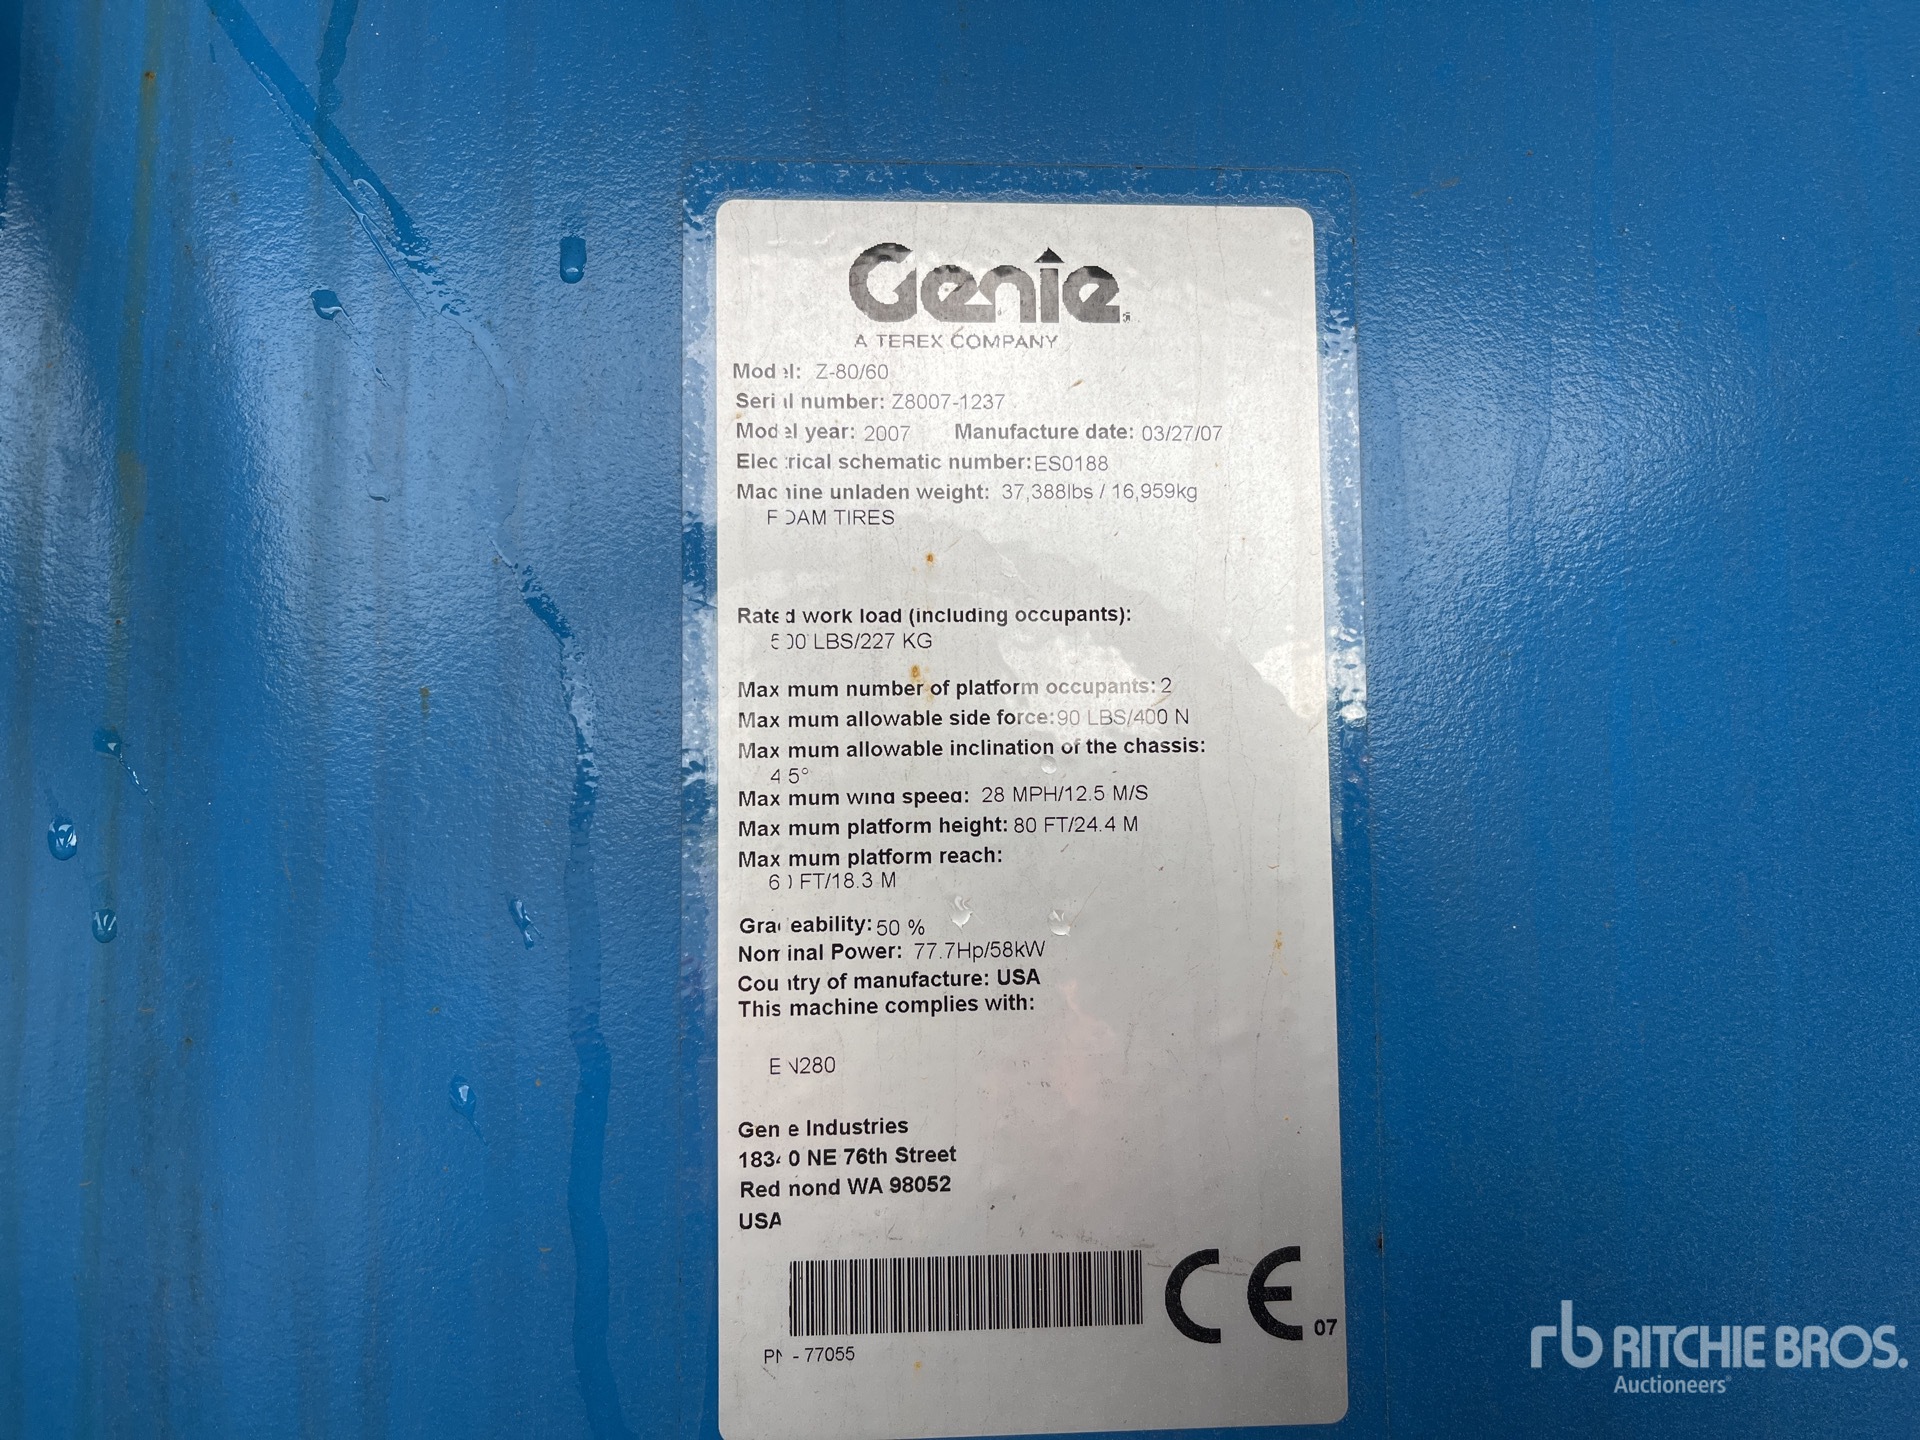 Genie
A TEREX COMPANY
Model: Z-80/60
Serial number: Z8007-1237
Model year: 2007 Manufacture date: 03/27/07
Electrical schematic number: ES0188
Machine unladen weight: 37,388lbs / 16,959kg
FOAM TIRES
Rated work load (including occupants):
500 LBS/227 KG
Maximum number of platform occupants: 2
Maximum allowable side force: 90 LBS/400 N
Maximum allowable inclination of the chassis:
4.5°
Maximum wind speed: 28 MPH/12.5 M/S
Maximum platform height: 80 FT/24.4 M
Maximum platform reach:
60 FT/18.3 M
Gradeability: 50 %
Nominal Power: 77.7Hp/58kW
Country of manufacture: USA
This machine complies with:
EN280
Genie Industries
18340 NE 76th Street
Redmond WA 98052
USA
CE 07
PN - 77055
rb RITCHIE BROS.
Auctioneers